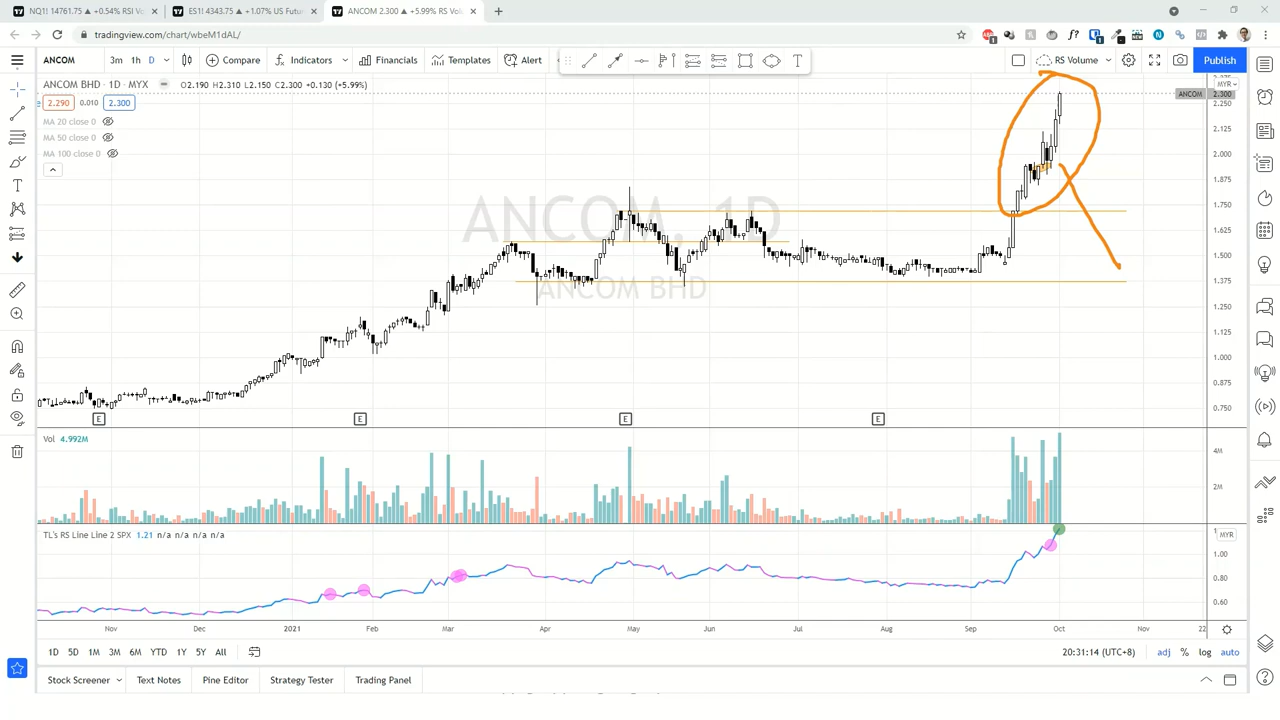 NQ1! 14761.75 ▲ +0.54% RSI V
ES1! 4343.75 ▲ +1.07% US Futur
ANCOM 2.300 ▲ +5.99% RS Volu
tradingview.com/chart/wbeM1dAL/
ANCOM 3m 1h D Compare Indicators Financials Templates Alert RS Volume Publish
ANCOM BHD · 1D · MYX O2.190 H2.310 L2.150 C2.300 +0.130 (+5.99%)
MYR
2.290 0.010 2.300
ANCOM 2.300
MA 20 close 0
MA 50 close 0
MA 100 close 0
2.250
2.125
2.000
1.875
1.750
1.625
1.500
1.375
1.250
1.125
1.000
0.875
0.750
ANCOM, 1D
ANCOM BHD
E E E E
Vol 4.992M
4M
2M
TL's RS Line Line 2 SPX 1.21 n/a n/a n/a n/a
MYR
1.00
0.80
0.60
Nov Dec 2021 Feb Mar Apr May Jun Jul Aug Sep Oct Nov 22
1D 5D 1M 3M 6M YTD 1Y 5Y All
20:31:14 (UTC+8) adj % log auto
Stock Screener Text Notes Pine Editor Strategy Tester Trading Panel